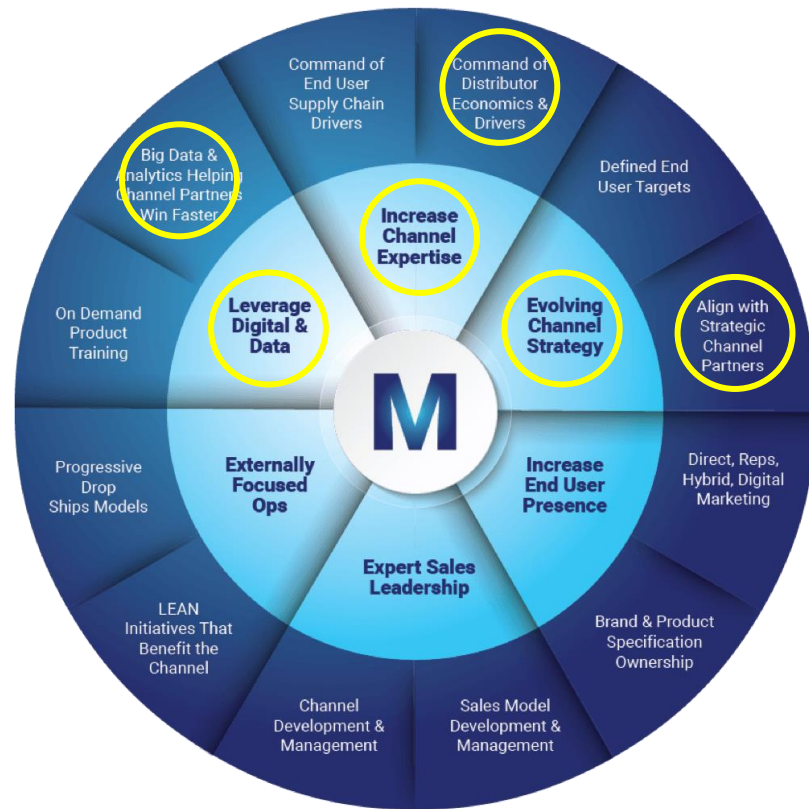 Command of
End User
Supply Chain
Drivers
Command of
Distributor
Economics &
Drivers
Defined End
User Targets
Align with
Strategic
Channel
Partners
Direct, Reps,
Hybrid, Digital
Marketing
Brand & Product
Specification
Ownership
Sales Model
Development &
Management
Channel
Development &
Management
LEAN
Initiatives That
Benefit the
Channel
Progressive
Drop
Ships Models
On Demand
Product
Training
Big Data &
Analytics Helping
Channel Partners
Win Faster
Increase
Channel
Expertise
Evolving
Channel
Strategy
Increase
End User
Presence
Expert Sales
Leadership
Externally
Focused
Ops
Leverage
Digital &
Data
M